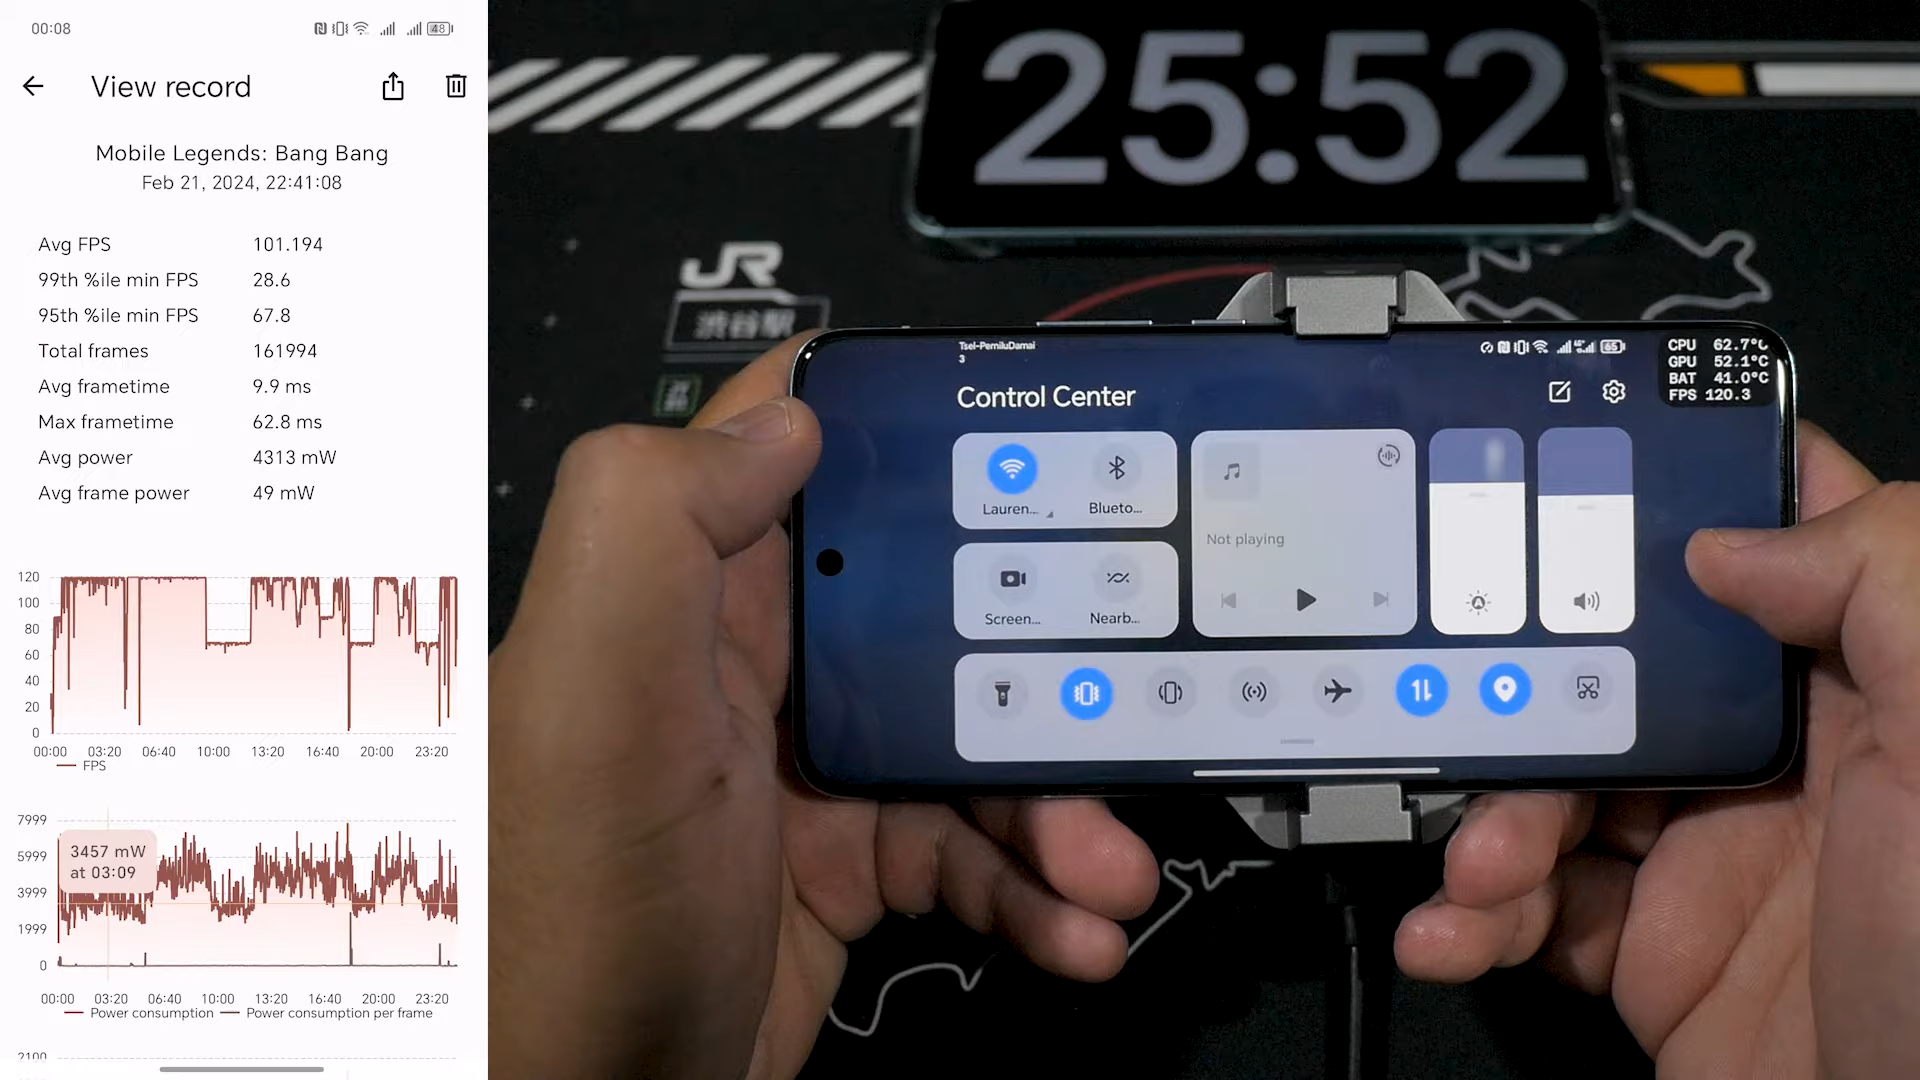 00:08
48
View record
Mobile Legends: Bang Bang
Feb 21, 2024, 22:41:08
Avg FPS 101.194
99th %ile min FPS 28.6
95th %ile min FPS 67.8
Total frames 161994
Avg frametime 9.9 ms
Max frametime 62.8 ms
Avg power 4313 mW
Avg frame power 49 mW
120
100
80
60
40
20
0
00:00 03:20 06:40 10:00 13:20 16:40 20:00 23:20
FPS
7999
5999
3999
1999
0
3457 mW
at 03:09
00:00 03:20 06:40 10:00 13:20 16:40 20:00 23:20
Power consumption Power consumption per frame
2100
25:52
JR
渋谷駅
Tsel-PemiluDamai
3
65
CPU 62.7°C
GPU 52.1°C
BAT 41.0°C
FPS 120.3
Control Center
Lauren...
Blueto...
Not playing
Screen...
Nearb...